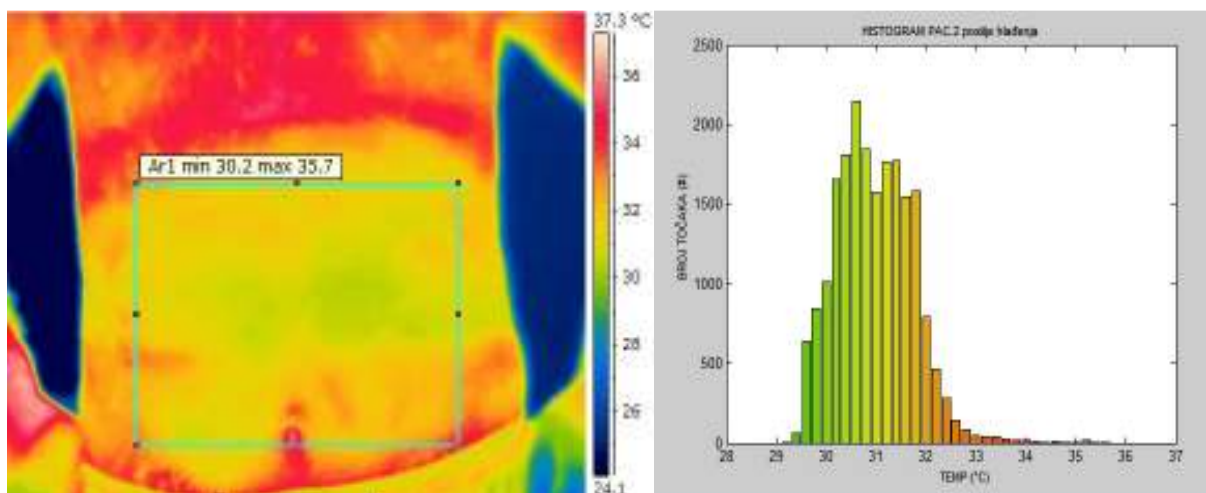 37.3 ºC
Ar1 min 30.2 max 35.7
34
32
30
28
26
24.1
HISTOGRAM PAC.2 poslije hlađenja
2500
2000
1500
1000
500
0
BROJ TOČAKA (#)
28 29 30 31 32 33 34 35 36 37
TEMP (°C)